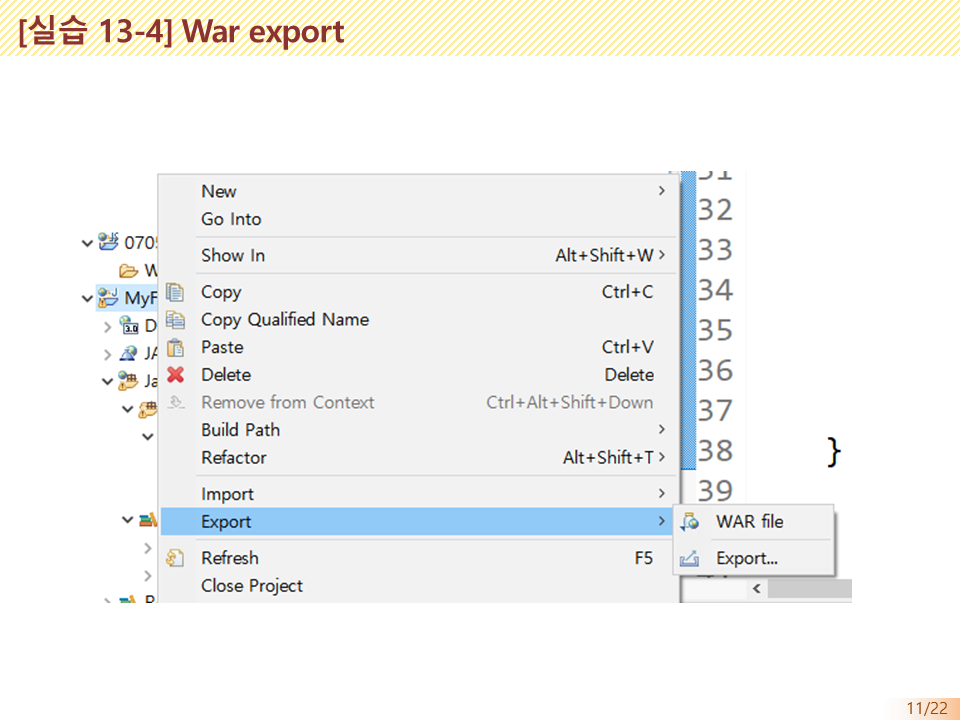 [실습 13-4] War export
New
Go Into
Show In Alt+Shift+W
Copy Ctrl+C
Copy Qualified Name
Paste Ctrl+V
Delete Delete
Remove from Context Ctrl+Alt+Shift+Down
Build Path
Refactor Alt+Shift+T
Import
Export
Refresh F5
Close Project
WAR file
Export...
0705
W
MyF
D
JA
Ja
32
33
34
35
36
37
38 }
39
11/22